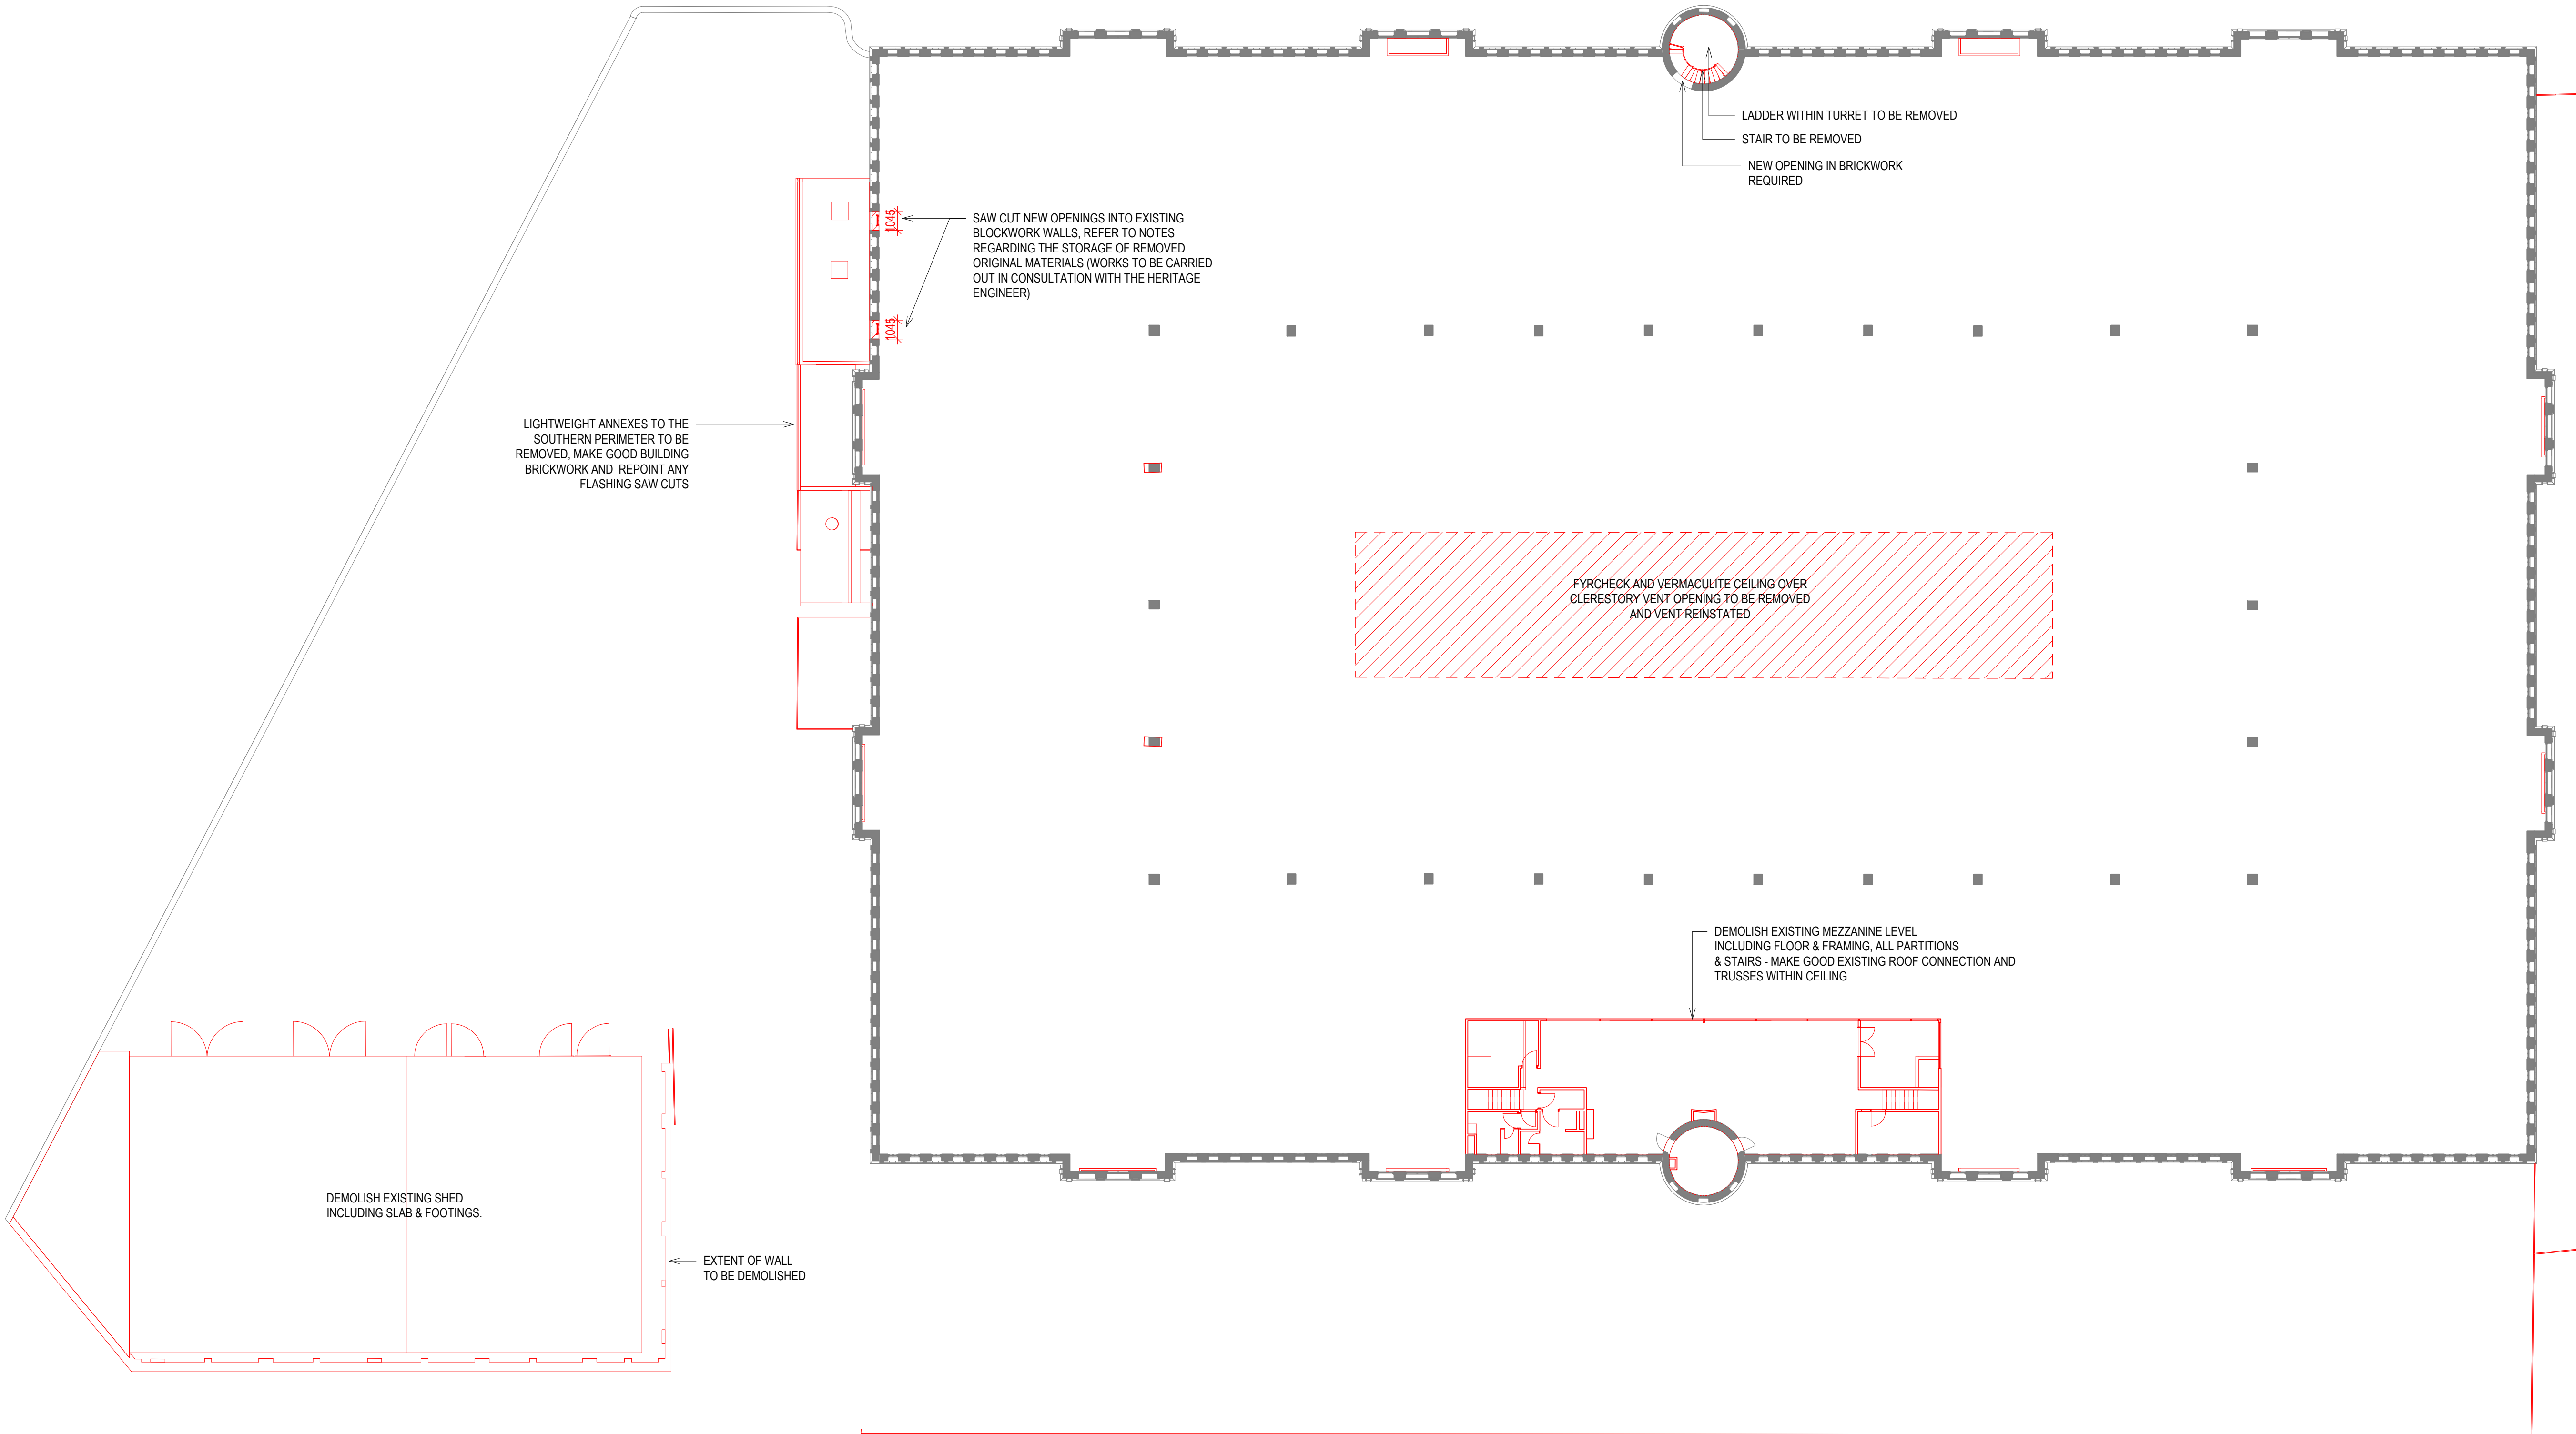 LADDER WITHIN TURRET TO BE REMOVED
STAIR TO BE REMOVED
NEW OPENING IN BRICKWORK
REQUIRED
1045
SAW CUT NEW OPENINGS INTO EXISTING
BLOCKWORK WALLS, REFER TO NOTES
REGARDING THE STORAGE OF REMOVED
ORIGINAL MATERIALS (WORKS TO BE CARRIED
OUT IN CONSULTATION WITH THE HERITAGE
ENGINEER)
1045
LIGHTWEIGHT ANNEXES TO THE
SOUTHERN PERIMETER TO BE
REMOVED, MAKE GOOD BUILDING
BRICKWORK AND REPOINT ANY
FLASHING SAW CUTS
FYRCHECK AND VERMACULITE CEILING OVER
CLERESTORY VENT OPENING TO BE REMOVED
AND VENT REINSTATED
DEMOLISH EXISTING MEZZANINE LEVEL
INCLUDING FLOOR & FRAMING, ALL PARTITIONS
& STAIRS - MAKE GOOD EXISTING ROOF CONNECTION AND
TRUSSES WITHIN CEILING
DEMOLISH EXISTING SHED
INCLUDING SLAB & FOOTINGS.
EXTENT OF WALL
TO BE DEMOLISHED